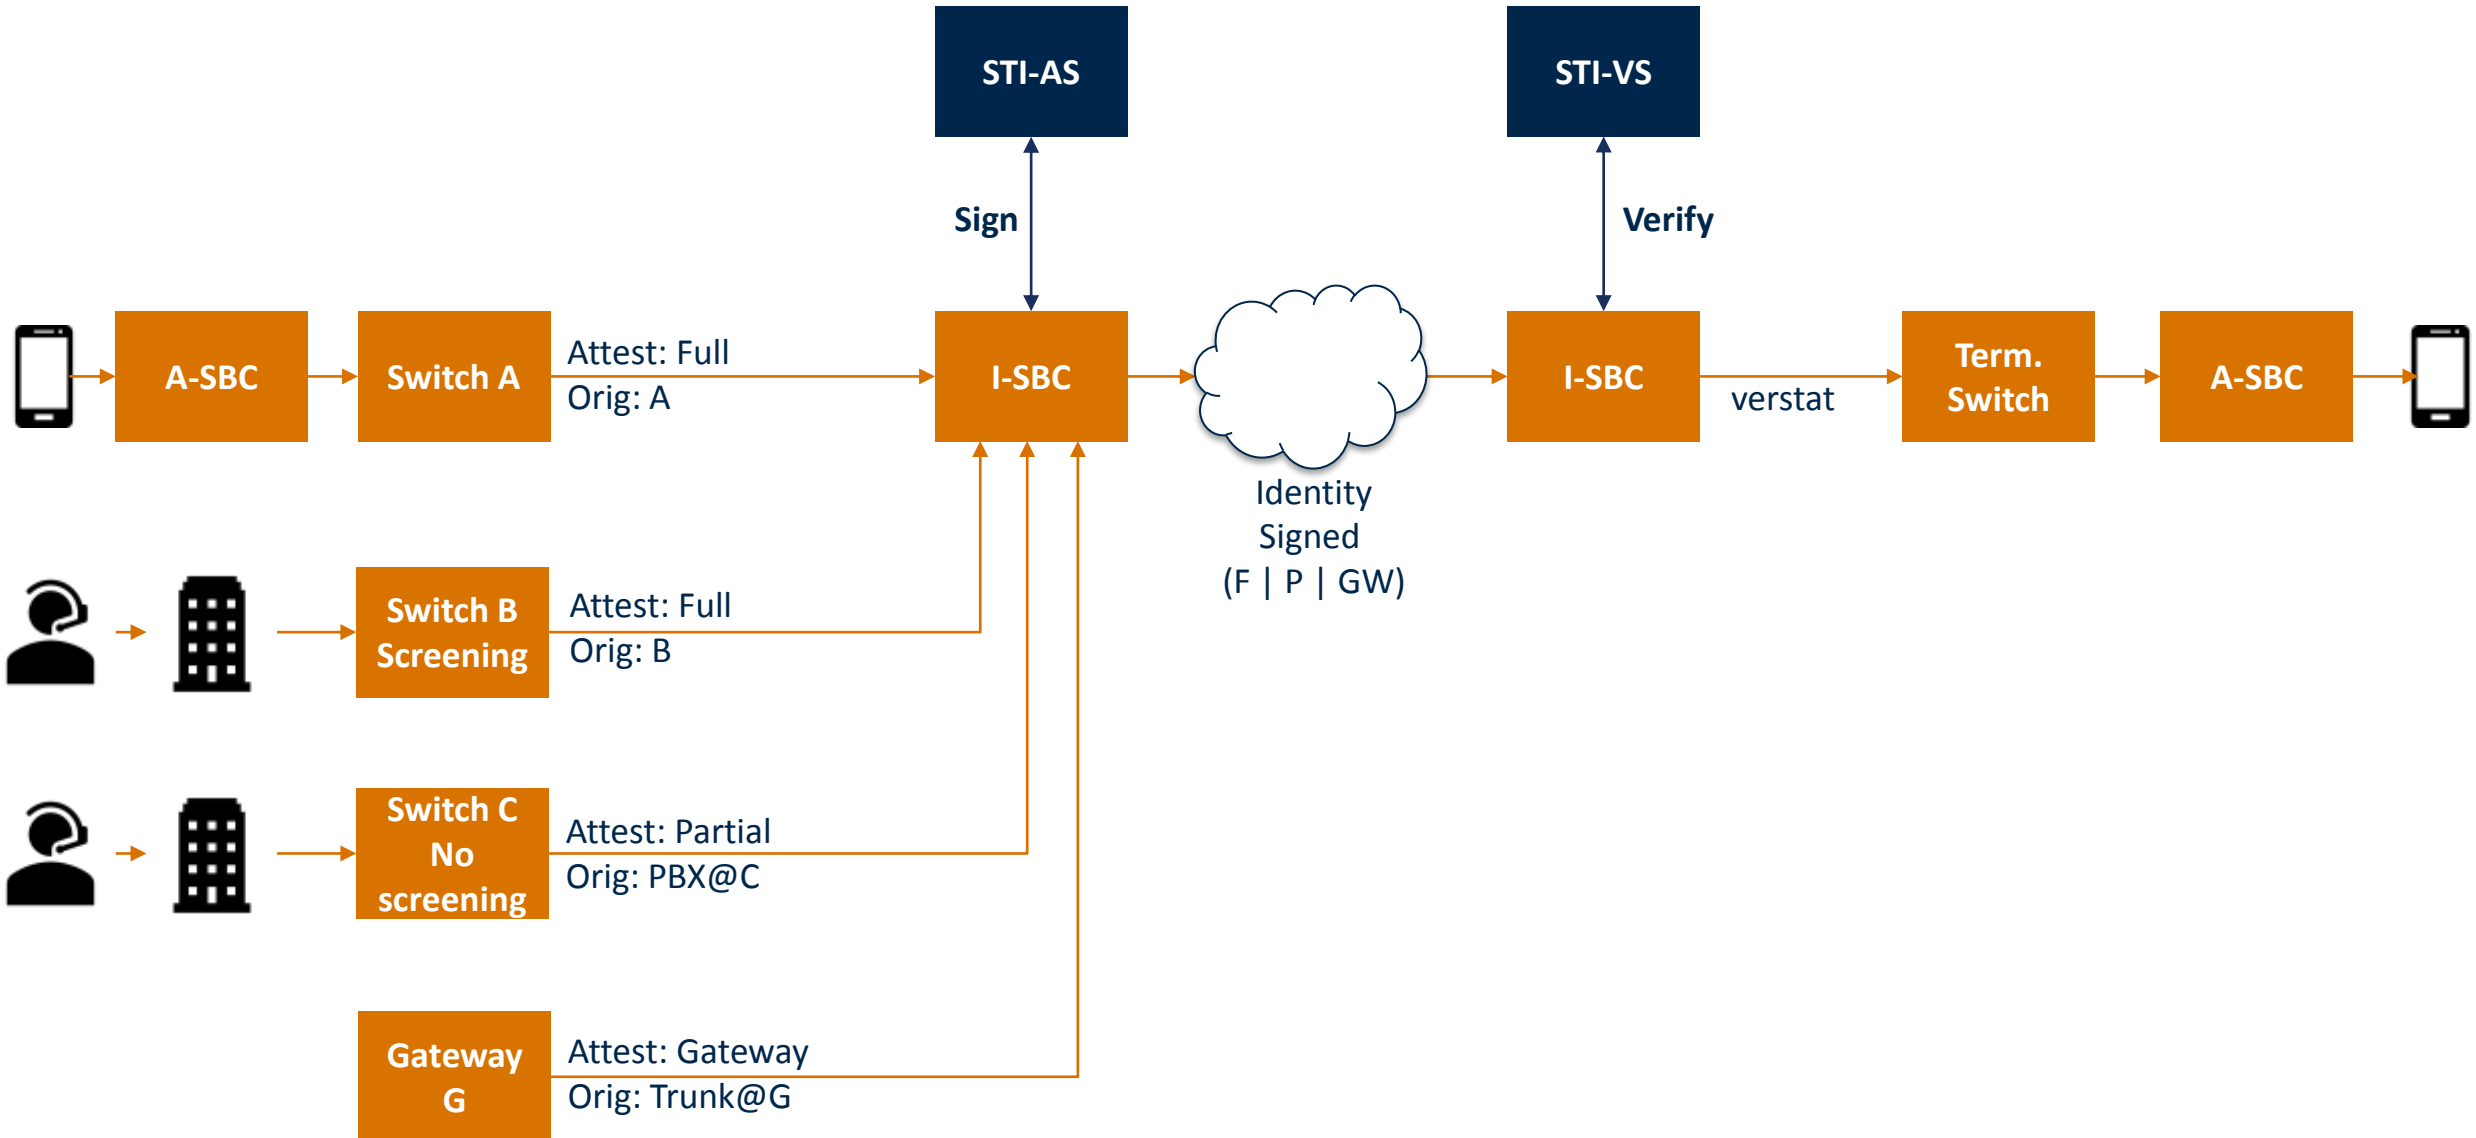 STI-AS
STI-VS
Sign
Verify
A-SBC
Switch A
Attest: Full
Orig: A
I-SBC
I-SBC
verstat
Term.
Switch
A-SBC
Identity
Signed
(F | P | GW)
Switch B
Screening
Attest: Full
Orig: B
Switch C
No
screening
Attest: Partial
Orig: PBX@C
Gateway
G
Attest: Gateway
Orig: Trunk@G